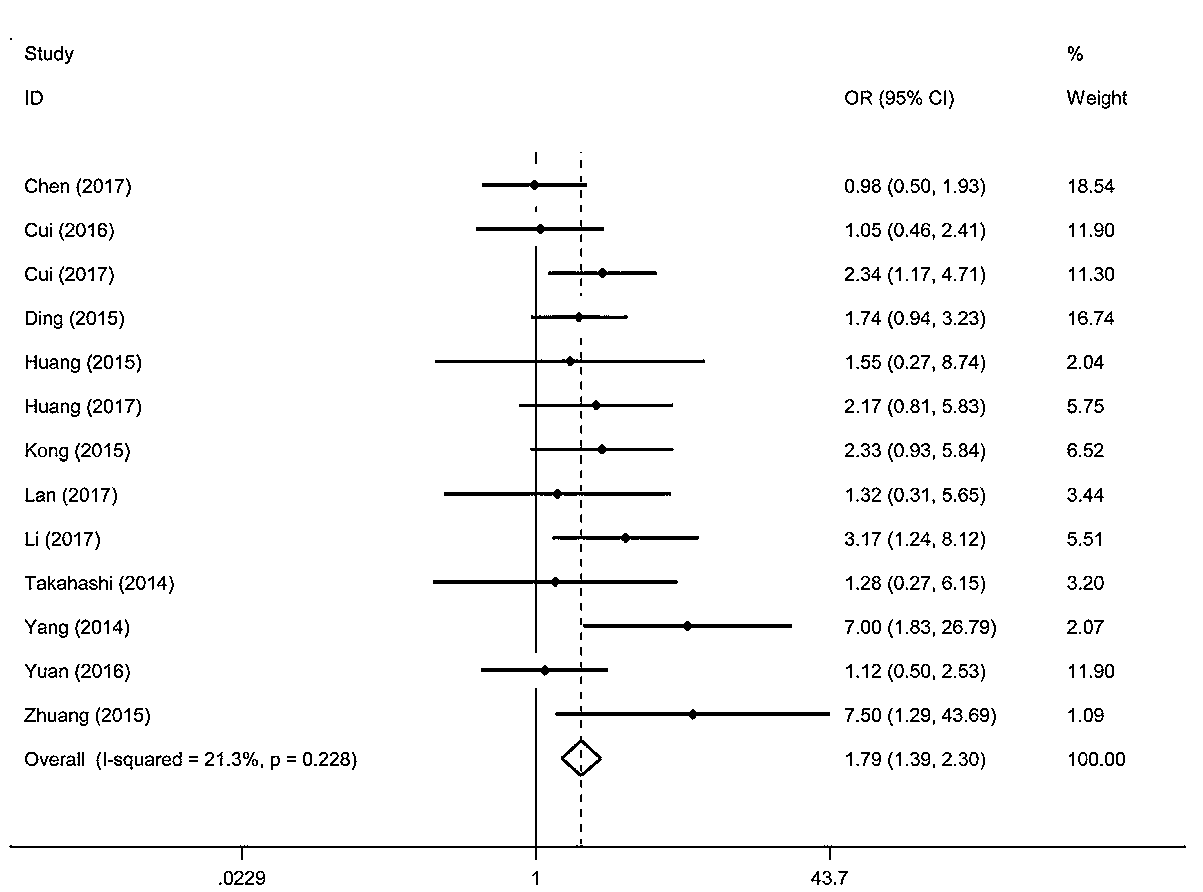 Study %
ID OR (95% CI) Weight
Chen (2017) 0.98 (0.50, 1.93) 18.54
Cui (2016) 1.05 (0.46, 2.41) 11.90
Cui (2017) 2.34 (1.17, 4.71) 11.30
Ding (2015) 1.74 (0.94, 3.23) 16.74
Huang (2015) 1.55 (0.27, 8.74) 2.04
Huang (2017) 2.17 (0.81, 5.83) 5.75
Kong (2015) 2.33 (0.93, 5.84) 6.52
Lan (2017) 1.32 (0.31, 5.65) 3.44
Li (2017) 3.17 (1.24, 8.12) 5.51
Takahashi (2014) 1.28 (0.27, 6.15) 3.20
Yang (2014) 7.00 (1.83, 26.79) 2.07
Yuan (2016) 1.12 (0.50, 2.53) 11.90
Zhuang (2015) 7.50 (1.29, 43.69) 1.09
Overall (I-squared = 21.3%, p = 0.228) 1.79 (1.39, 2.30) 100.00
.0229 1 43.7